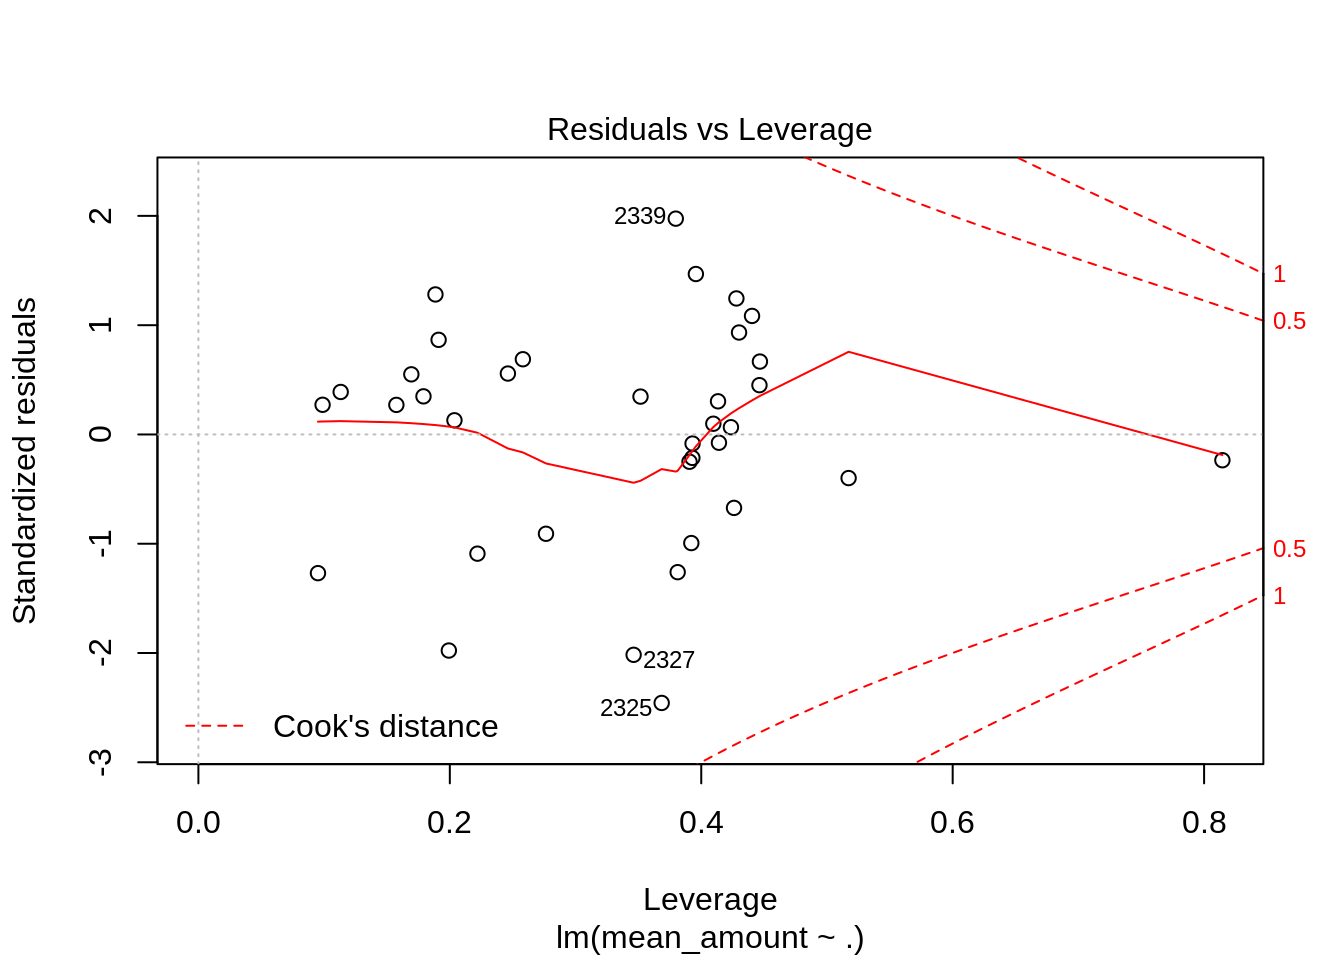 Residuals vs Leverage
Standardized residuals
2
1
0
-1
-2
-3
2339
2327
2325
1
0.5
0.5
1
Cook's distance
0.0 0.2 0.4 0.6 0.8
Leverage
lm(mean_amount ~ .)